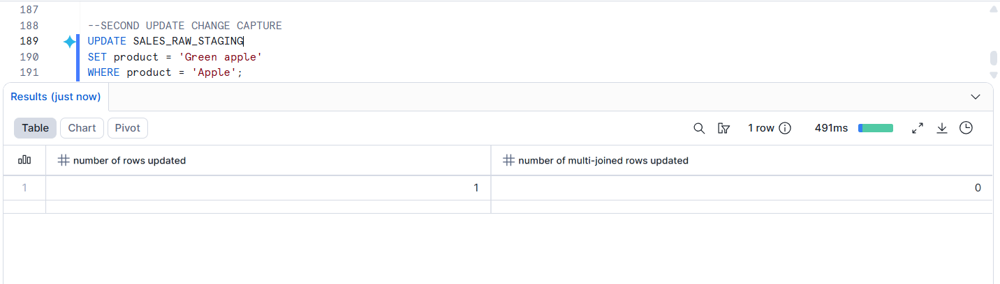 187
188 --SECOND UPDATE CHANGE CAPTURE
189 UPDATE SALES_RAW_STAGING
190 SET product = 'Green apple'
191 WHERE product = 'Apple';
Results (just now)
Table Chart Pivot 1 row 491ms
number of rows updated number of multi-joined rows updated
1 1 0